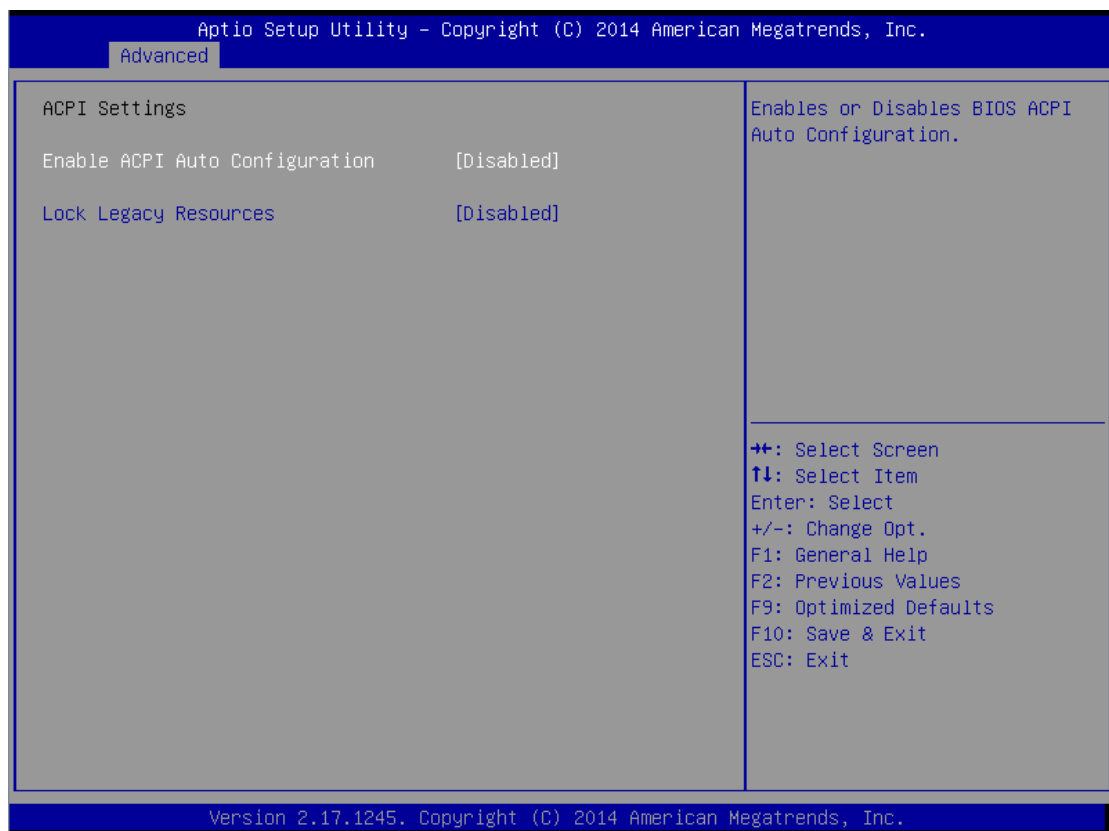 Aptio Setup Utility – Copyright (C) 2014 American Megatrends, Inc.
Advanced
ACPI Settings
Enable ACPI Auto Configuration [Disabled]
Lock Legacy Resources [Disabled]
Enables or Disables BIOS ACPI
Auto Configuration.
→←: Select Screen
↑↓: Select Item
Enter: Select
+/-: Change Opt.
F1: General Help
F2: Previous Values
F9: Optimized Defaults
F10: Save & Exit
ESC: Exit
Version 2.17.1245. Copyright (C) 2014 American Megatrends, Inc.